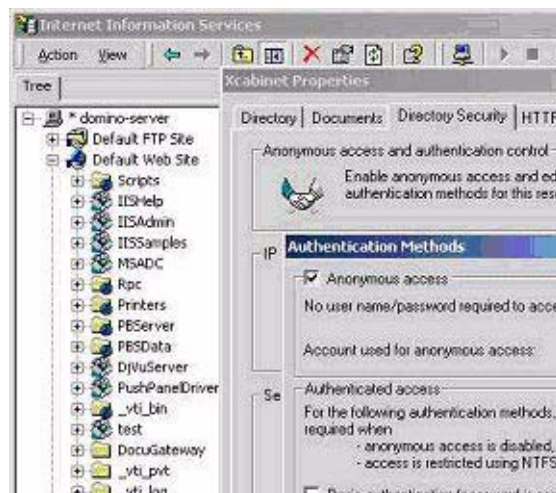 Internet Information Services
Action View
Tree
Xcabinet Properties
* domino-server
Default FTP Site
Default Web Site
Scripts
IISHelp
IISAdmin
IISSamples
MSADC
Rpc
Printers
PBServer
PBSData
DjVuServer
PushPanelDriver
_vti_bin
test
DocuGateway
_vti_pvt
_vti_log
Directory Documents Directory Security HTTP
Anonymous access and authentication control
Enable anonymous access and ed
authentication methods for this res
IP
Authentication Methods
Anonymous access
No user name/password required to acce
Account used for anonymous access:
Se
Authenticated access
For the following authentication methods,
required when
- anonymous access is disabled,
- access is restricted using NTFS